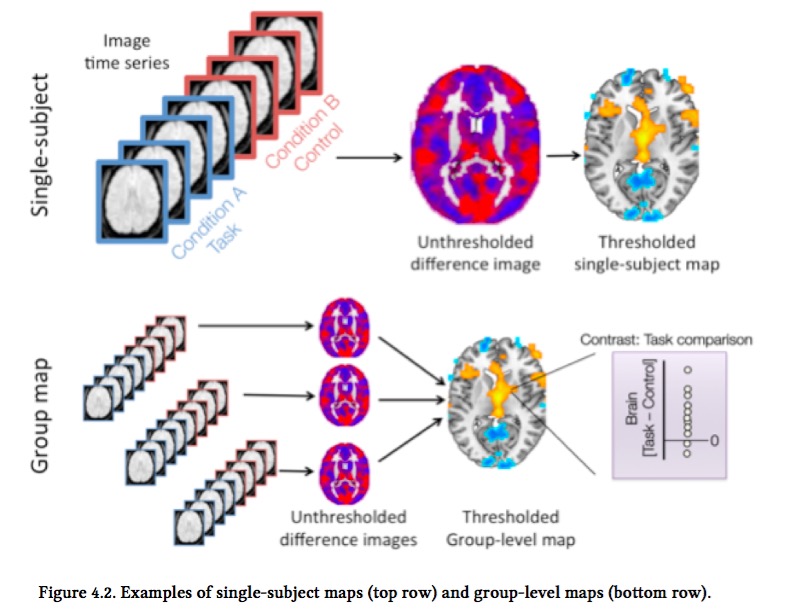 Single-subject
Image
time series
Condition B
Control
Condition A
Task
Unthresholded
difference image
Thresholded
single-subject map
Group map
Unthresholded
difference images
Thresholded
Group-level map
Contrast: Task comparison
Brain
[Task – Control]
0
Figure 4.2. Examples of single-subject maps (top row) and group-level maps (bottom row).